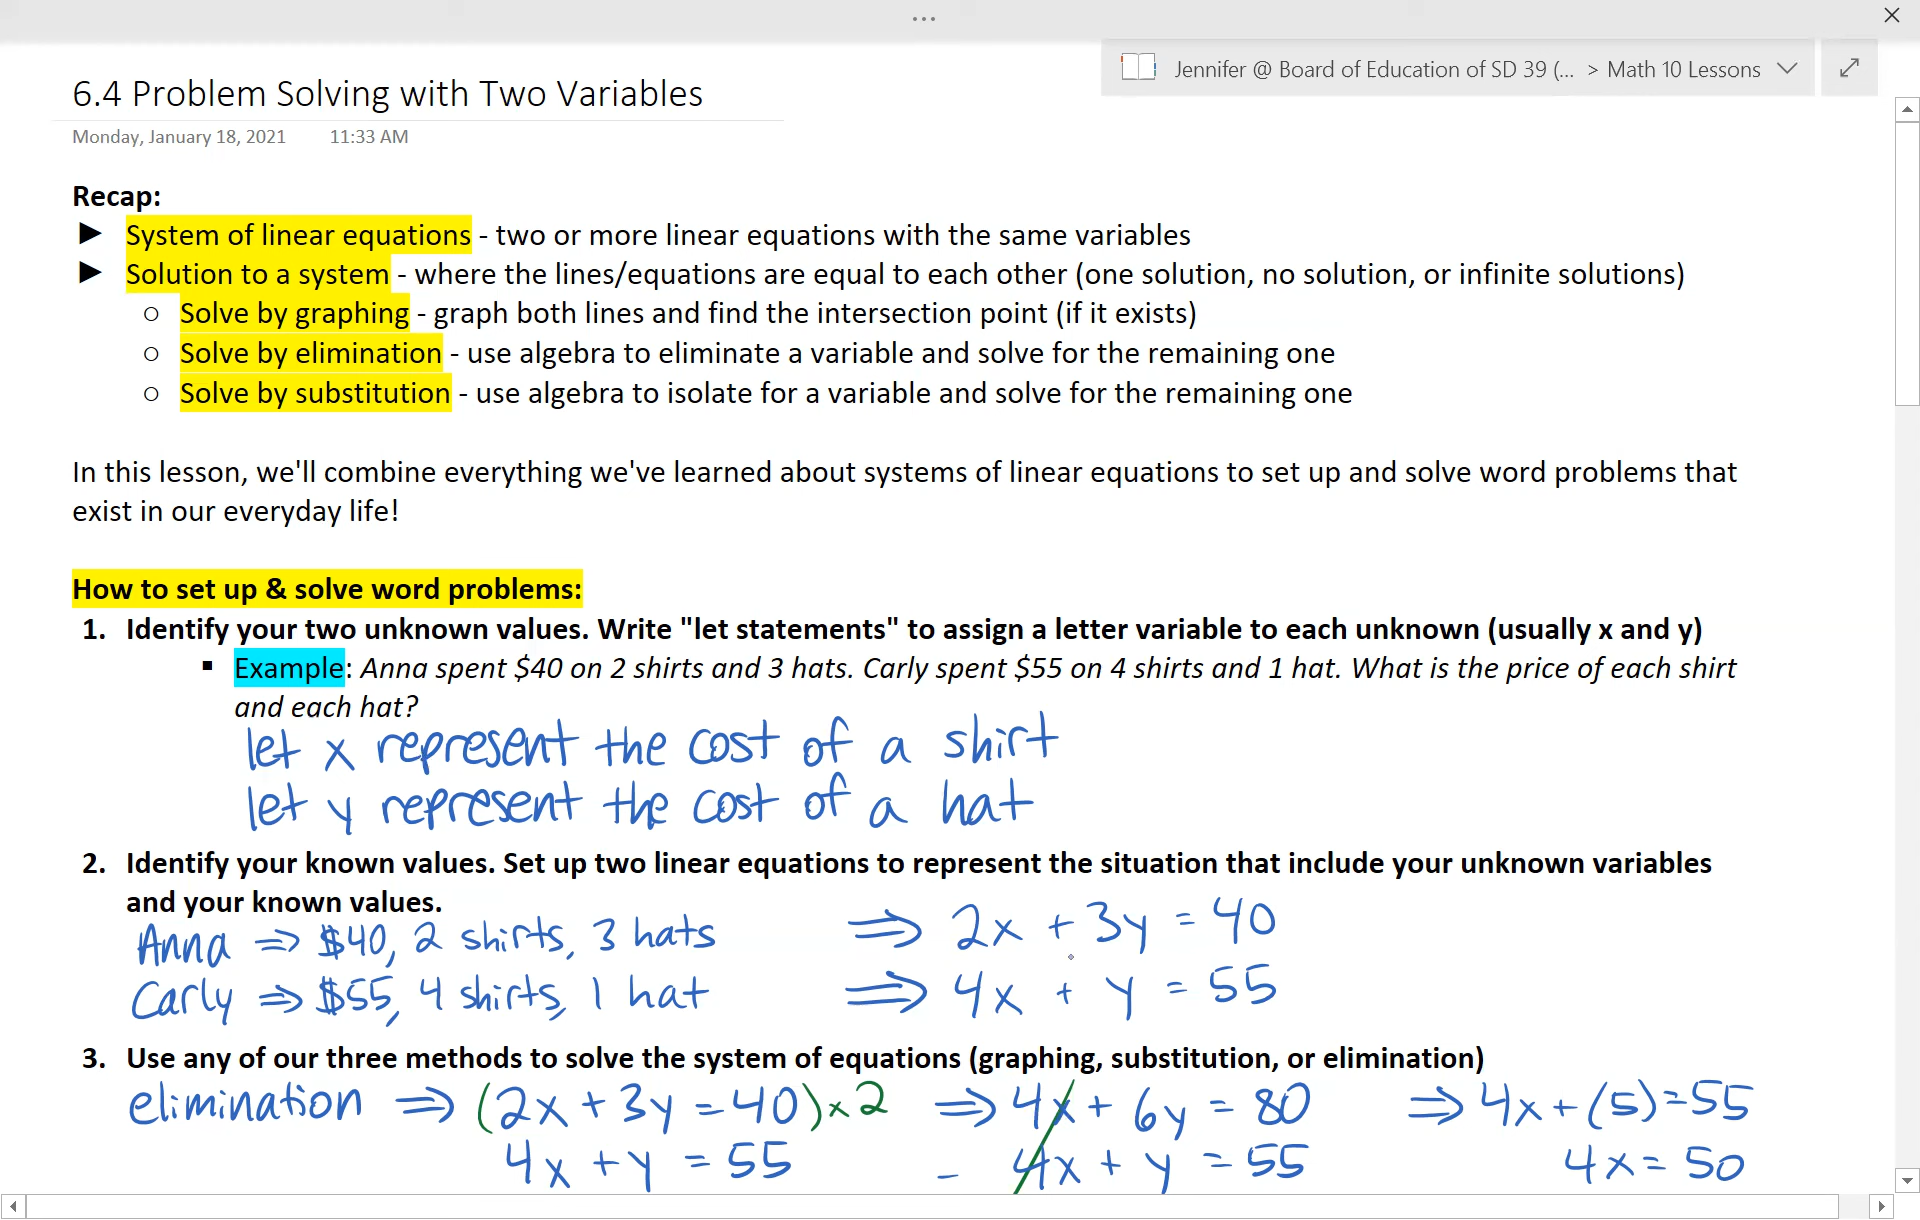 Jennifer @ Board of Education of SD 39 (... > Math 10 Lessons
6.4 Problem Solving with Two Variables
Monday, January 18, 2021 11:33 AM
Recap:
► System of linear equations - two or more linear equations with the same variables
► Solution to a system - where the lines/equations are equal to each other (one solution, no solution, or infinite solutions)
○ Solve by graphing - graph both lines and find the intersection point (if it exists)
○ Solve by elimination - use algebra to eliminate a variable and solve for the remaining one
○ Solve by substitution - use algebra to isolate for a variable and solve for the remaining one
In this lesson, we'll combine everything we've learned about systems of linear equations to set up and solve word problems that
exist in our everyday life!
How to set up & solve word problems:
1. Identify your two unknown values. Write "let statements" to assign a letter variable to each unknown (usually x and y)
▪ Example: Anna spent $40 on 2 shirts and 3 hats. Carly spent $55 on 4 shirts and 1 hat. What is the price of each shirt
and each hat?
let x represent the cost of a shirt
let y represent the cost of a hat
2. Identify your known values. Set up two linear equations to represent the situation that include your unknown variables
and your known values.
Anna ⇒ $40, 2 shirts, 3 hats ⇒ 2x + 3y = 40
Carly ⇒ $55, 4 shirts, 1 hat ⇒ 4x + y = 55
3. Use any of our three methods to solve the system of equations (graphing, substitution, or elimination)
elimination ⇒ (2x + 3y = 40) x 2 ⇒ 4x + 6y = 80 ⇒ 4x + (5) = 55
4x + y = 55 - 4x + y = 55 4x = 50